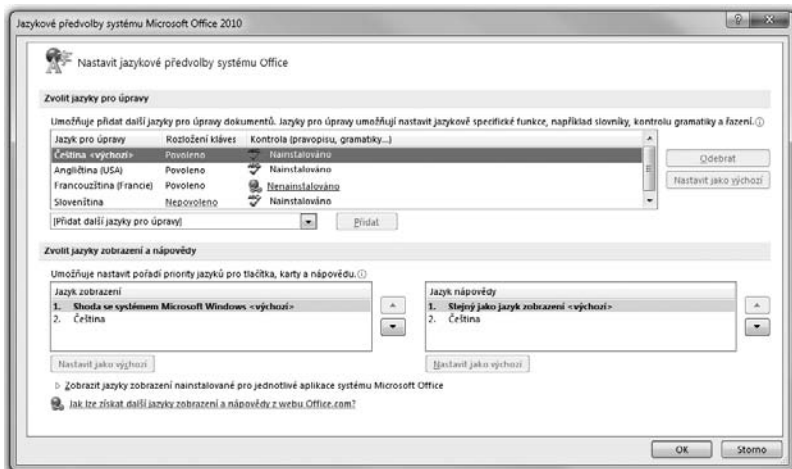 Jazykové předvolby systému Microsoft Office 2010
Nastavit jazykové předvolby systému Office
Zvolit jazyky pro úpravy
Umožňuje přidat další jazyky pro úpravy dokumentů. Jazyky pro úpravy umožňují nastavit jazykově specifické funkce, například slovníky, kontrolu gramatiky a řazení.
Jazyk pro úpravy Rozložení kláves Kontrola (pravopisu, gramatiky...)
Čeština <výchozí> Povoleno Nainstalováno
Angličtina (USA) Povoleno Nainstalováno
Francouzština (Francie) Povoleno Nenainstalováno
Slovenština Nepovoleno Nainstalováno
Odebrat
Nastavit jako výchozí
[Přidat další jazyky pro úpravy] Přidat
Zvolit jazyky zobrazení a nápovědy
Umožňuje nastavit pořadí priority jazyků pro tlačítka, karty a nápovědu.
Jazyk zobrazení
1. Shoda se systémem Microsoft Windows <výchozí>
2. Čeština
Nastavit jako výchozí
Jazyk nápovědy
1. Stejný jako jazyk zobrazení <výchozí>
2. Čeština
Nastavit jako výchozí
Zobrazit jazyky zobrazení nainstalované pro jednotlivé aplikace systému Microsoft Office
Jak lze získat další jazyky zobrazení a nápovědy z webu Office.com?
OK Storno